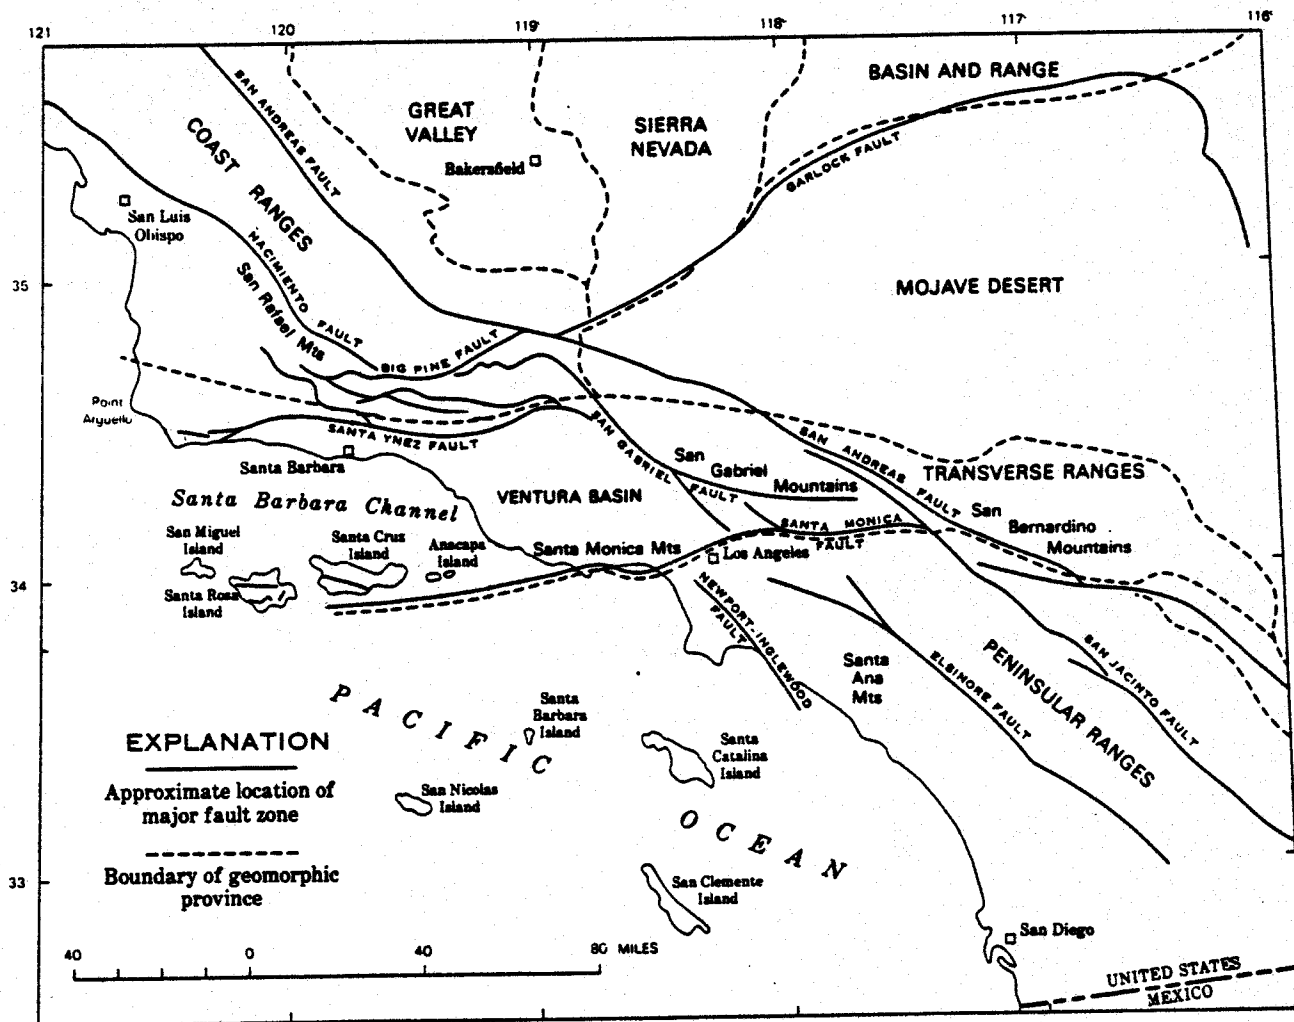 121
120
119
118
117
116
BASIN AND RANGE
GREAT
VALLEY
SIERRA
NEVADA
Bakersfield
SAN ANDREAS FAULT
COAST RANGES
GARLOCK FAULT
San Luis
Obispo
NACIMIENTO FAULT
San Rafael Mts
35
MOJAVE DESERT
BIG PINE FAULT
Point
Arguello
SANTA YNEZ FAULT
SAN GABRIEL FAULT
SAN ANDREAS FAULT
Santa Barbara
San
Gabriel
Mountains
TRANSVERSE RANGES
Santa Barbara Channel
VENTURA BASIN
San
Bernardino
Mountains
SANTA MONICA
FAULT
San Miguel
Island
Santa Cruz
Island
Anacapa
Island
Santa Monica Mts
Los Angeles
34
Santa Rosa
Island
NEWPORT-INGLEWOOD
FAULT
Santa
Ana
Mts
ELSINORE FAULT
PENINSULAR RANGES
SAN JACINTO FAULT
PACIFIC
OCEAN
Santa
Barbara
Island
Santa
Catalina
Island
San Nicolas
Island
San Clemente
Island
EXPLANATION
Approximate location of
major fault zone
Boundary of geomorphic
province
33
San Diego
40
0
40
80 MILES
UNITED STATES
MEXICO